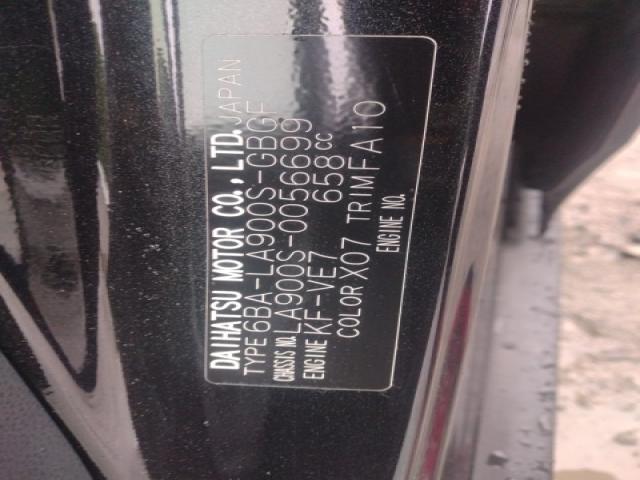 DAIHATSU MOTOR CO., LTD. JAPAN
TYPE 6BA-LA900S-GBGF
CHASSIS NO. LA900S-0056699
ENGINE KF-VE7 658CC
COLOR X07 TRIM FA10
ENGINE NO.